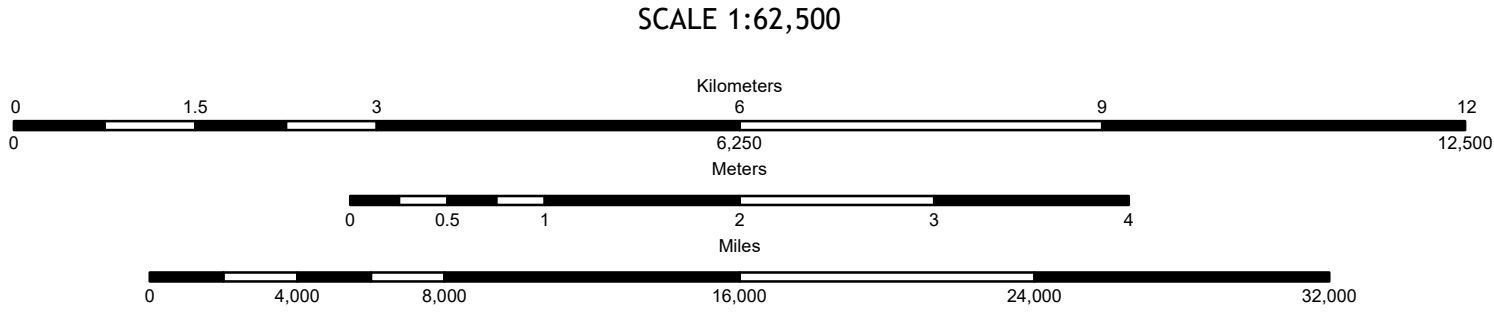 SCALE 1:62,500
Kilometers
0 1.5 3 6 9 12
0 6,250 12,500
Meters
0 0.5 1 2 3 4
Miles
0 4,000 8,000 16,000 24,000 32,000